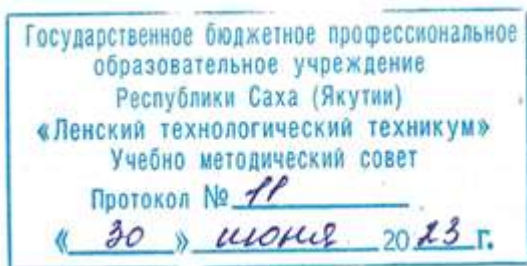 Государственное бюджетное профессиональное
образовательное учреждение
Республики Саха (Якутии)
«Ленский технологический техникум»
Учебно методический совет
Протокол № 11
« 30 » июня 2023 г.